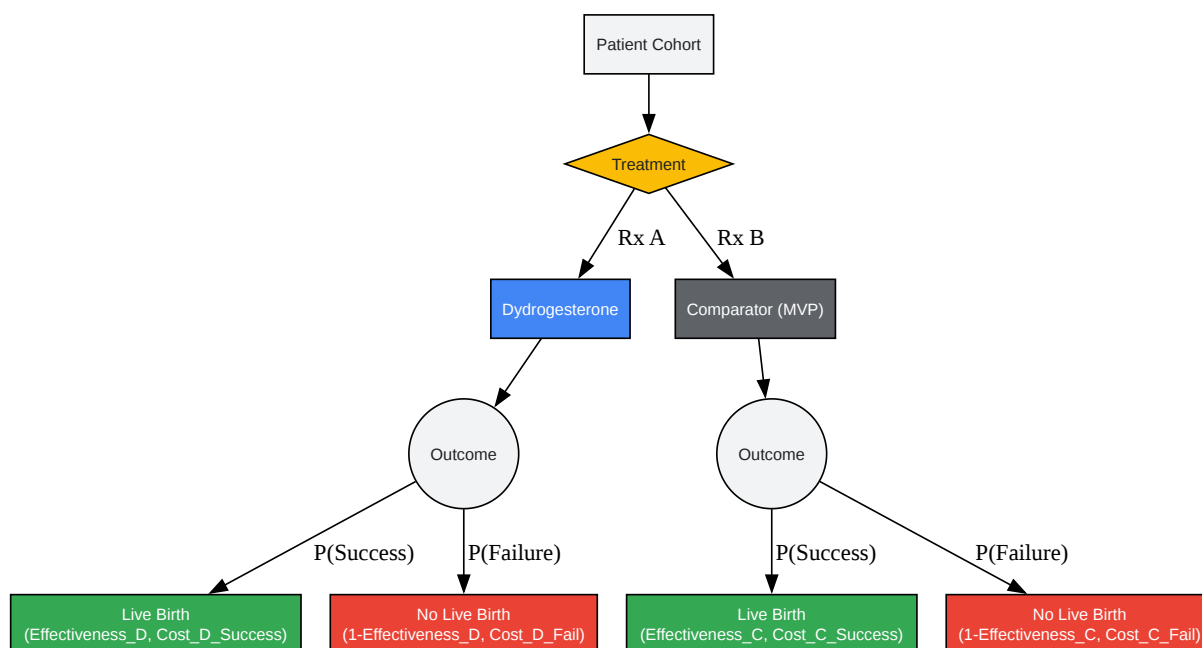 Patient Cohort
Treatment
Rx A
Rx B
Dydrogesterone
Comparator (MVP)
Outcome
Outcome
P(Success)
P(Failure)
P(Success)
P(Failure)
Live Birth
(Effectiveness_D, Cost_D_Success)
No Live Birth
(1-Effectiveness_D, Cost_D_Fail)
Live Birth
(Effectiveness_C, Cost_C_Success)
No Live Birth
(1-Effectiveness_C, Cost_C_Fail)